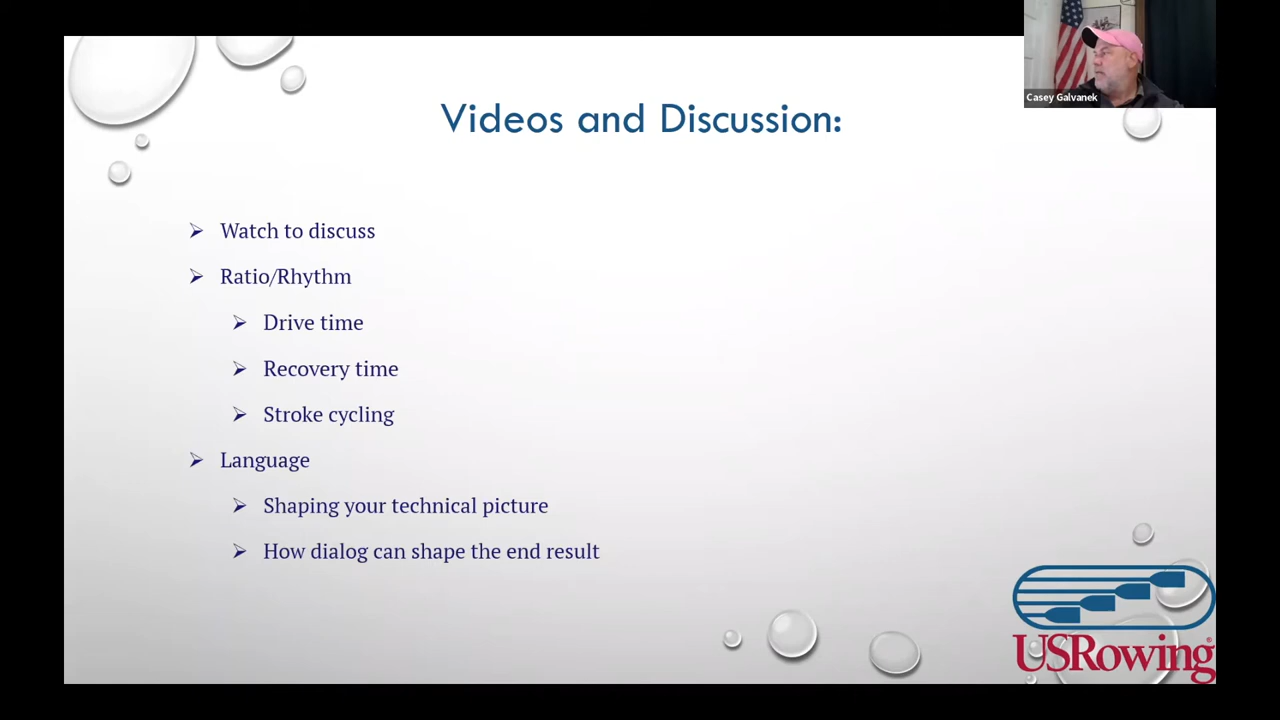 Casey Galvanek
Videos and Discussion:
Watch to discuss
Ratio/Rhythm
Drive time
Recovery time
Stroke cycling
Language
Shaping your technical picture
How dialog can shape the end result
USRowing®